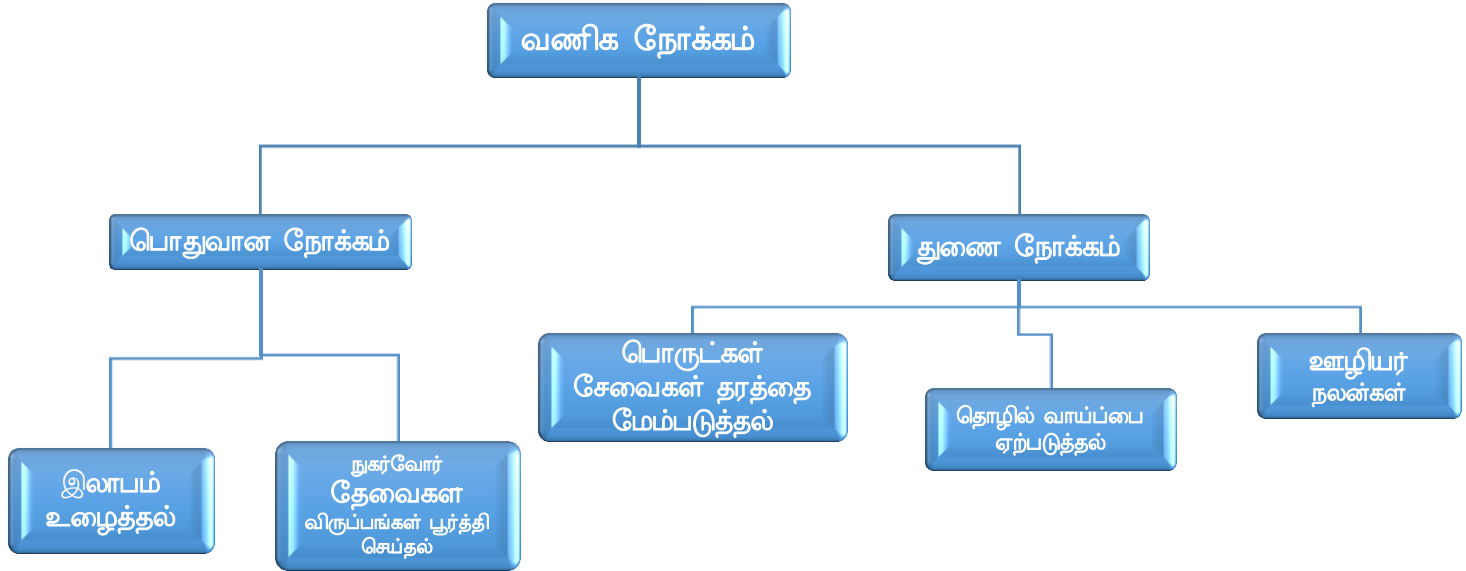 வணிக நோக்கம்
பொதுவான நோக்கம்
துணை நோக்கம்
இலாபம்
உழைத்தல்
நுகர்வோர்
தேவைகள
விருப்பங்கள் பூர்த்தி
செய்தல்
பொருட்கள்
சேவைகள் தரத்தை
மேம்படுத்தல்
தொழில் வாய்ப்பை
ஏற்படுத்தல்
ஊழியர்
நலன்கள்